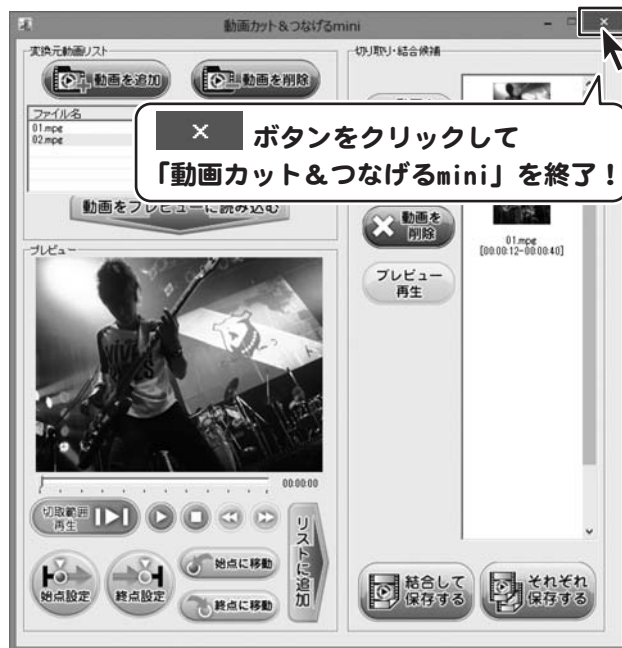 動画カット＆つなげるmini
×
変換元動画リスト
動画を追加
動画を削除
ファイル名
01.mpg
02.mpg
動画をプレビューに読み込む
× ボタンをクリックして
「動画カット＆つなげるmini」を終了！
プレビュー
00:00:00
切取範囲
再生
始点設定
終点設定
始点に移動
終点に移動
リストに追加
切り取り・結合候補
動画を
削除
プレビュー
再生
01.mpg
[00:00:12-00:00:40]
結合して
保存する
それぞれ
保存する